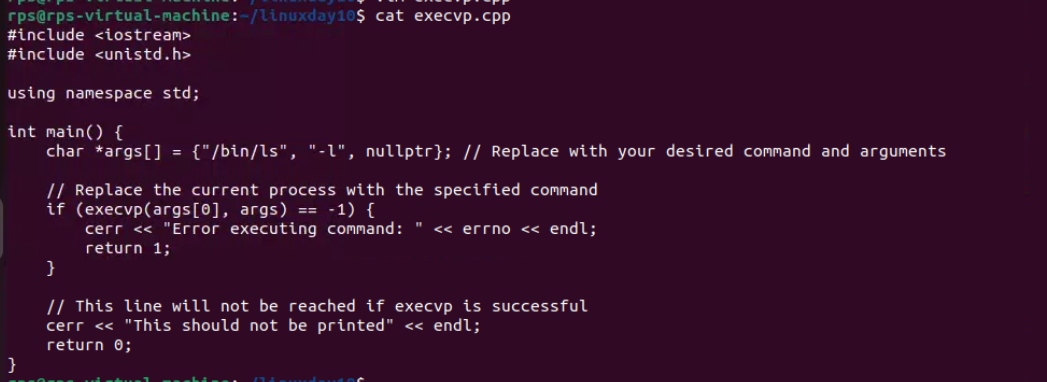 rps@rps-virtual-machine:~/linuxday10$ cat execvp.cpp
#include <iostream>
#include <unistd.h>

using namespace std;

int main() {
    char *args[] = {"/bin/ls", "-l", nullptr}; // Replace with your desired command and arguments

    // Replace the current process with the specified command
    if (execvp(args[0], args) == -1) {
        cerr << "Error executing command: " << errno << endl;
        return 1;
    }

    // This line will not be reached if execvp is successful
    cerr << "This should not be printed" << endl;
    return 0;
}